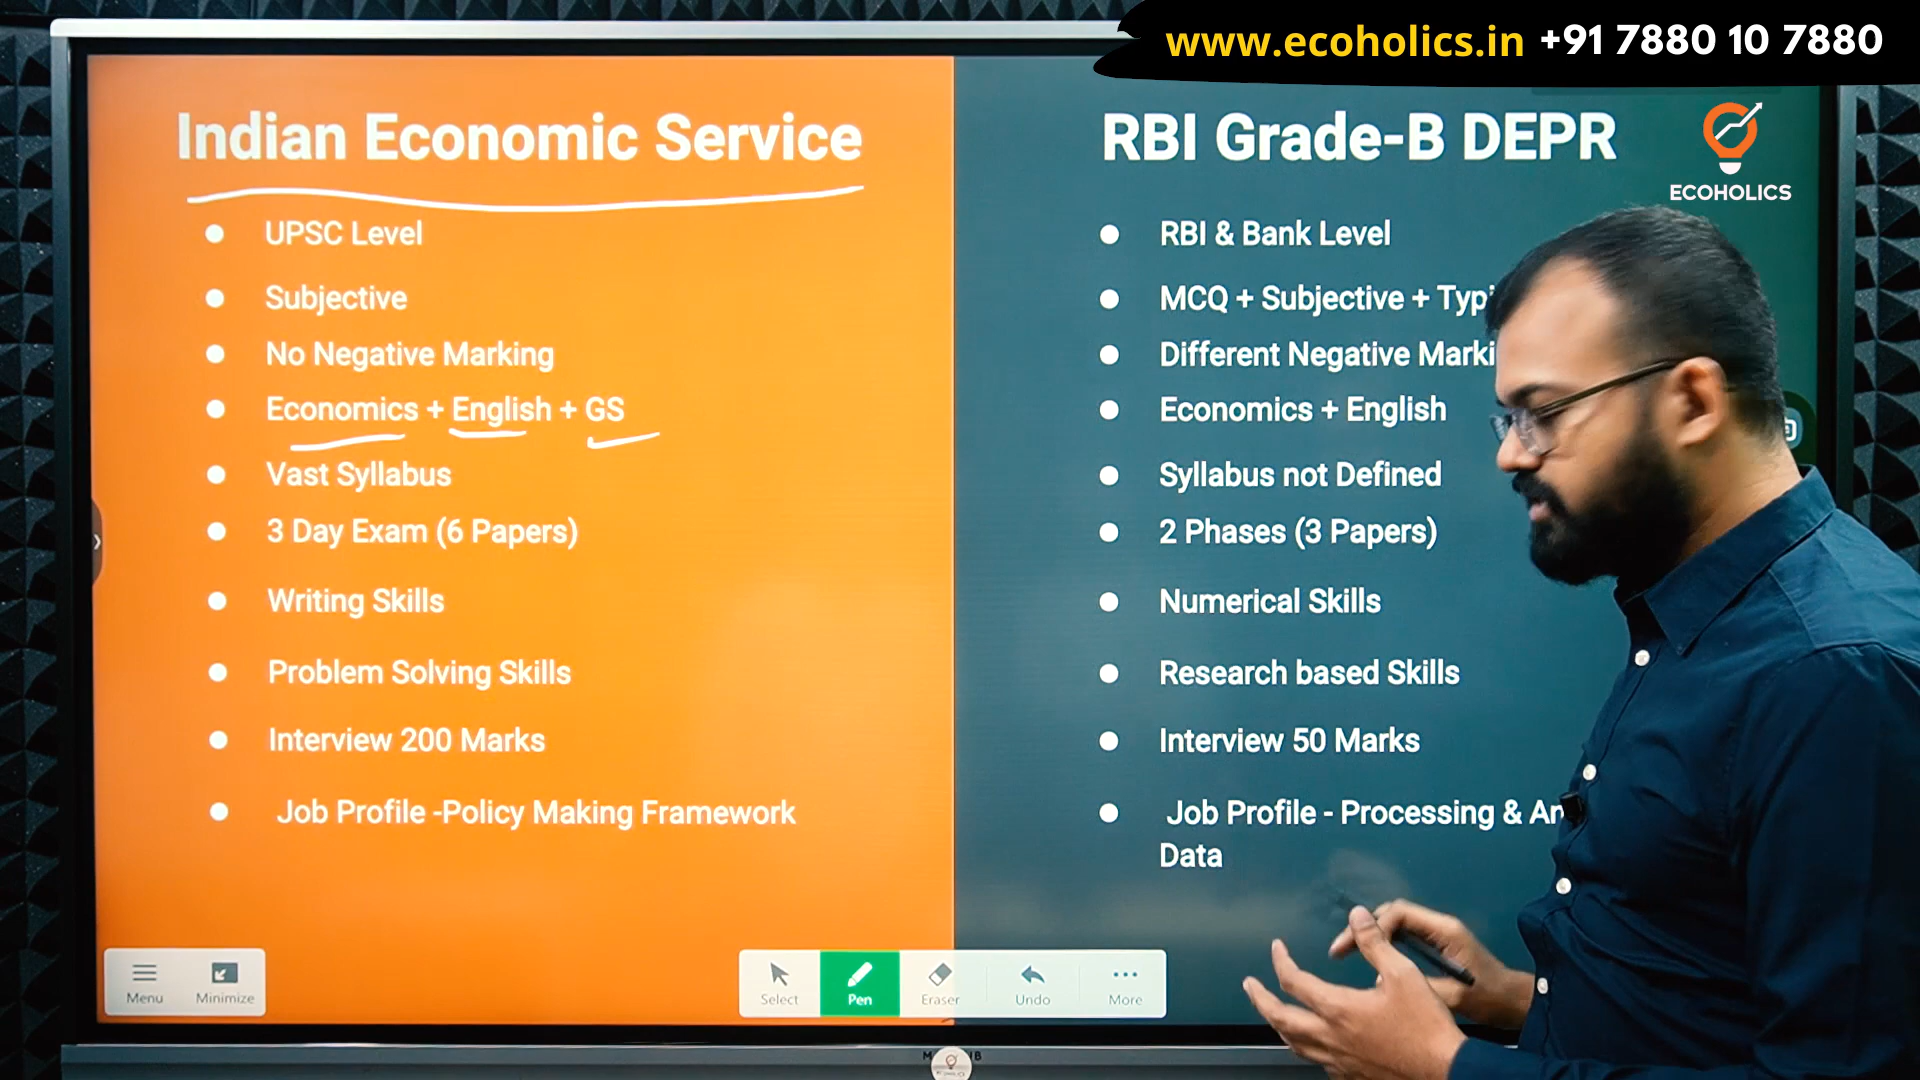 www.ecoholics.in +91 7880 10 7880
ECOHOLICS
Indian Economic Service
UPSC Level
Subjective
No Negative Marking
Economics + English + GS
Vast Syllabus
3 Day Exam (6 Papers)
Writing Skills
Problem Solving Skills
Interview 200 Marks
Job Profile -Policy Making Framework
RBI Grade-B DEPR
RBI & Bank Level
MCQ + Subjective + Typi
Different Negative Marki
Economics + English
Syllabus not Defined
2 Phases (3 Papers)
Numerical Skills
Research based Skills
Interview 50 Marks
Job Profile - Processing & An
Data
Menu
Minimize
Select
Pen
Eraser
Undo
More